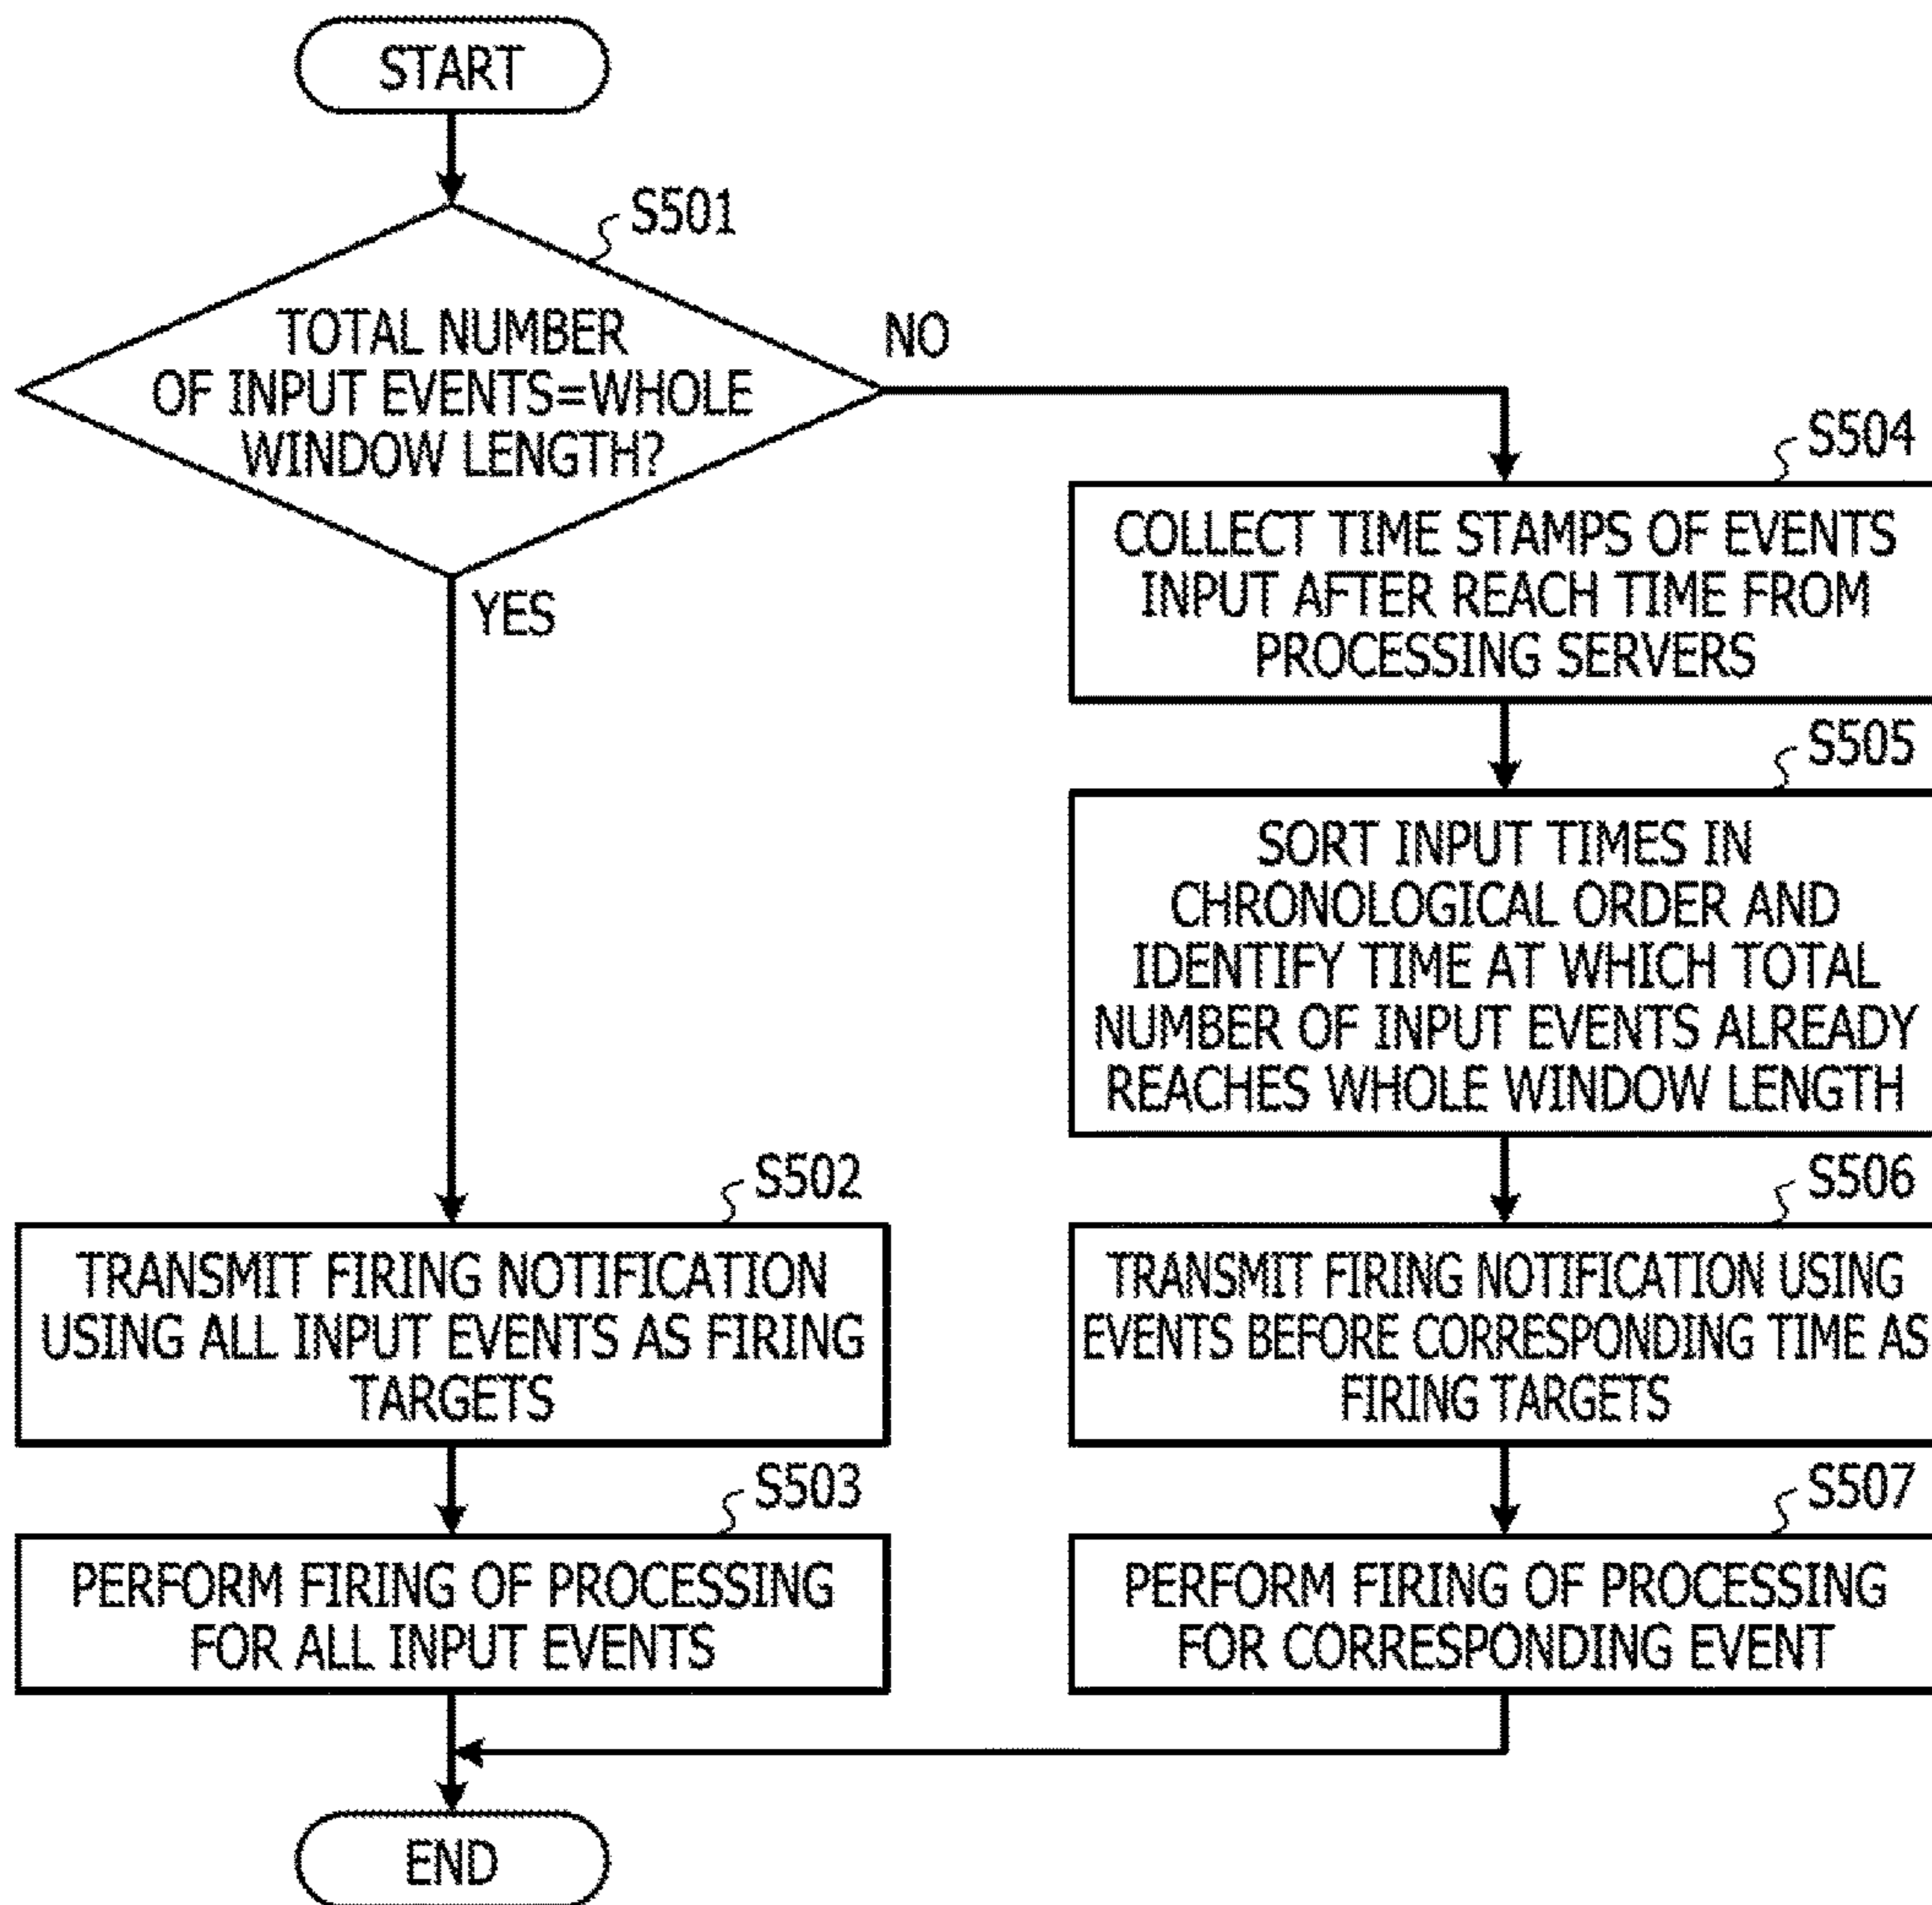 START
S501
TOTAL NUMBER
OF INPUT EVENTS=WHOLE
WINDOW LENGTH?
NO
YES
S504
COLLECT TIME STAMPS OF EVENTS
INPUT AFTER REACH TIME FROM
PROCESSING SERVERS
S505
SORT INPUT TIMES IN
CHRONOLOGICAL ORDER AND
IDENTIFY TIME AT WHICH TOTAL
NUMBER OF INPUT EVENTS ALREADY
REACHES WHOLE WINDOW LENGTH
S502
TRANSMIT FIRING NOTIFICATION
USING ALL INPUT EVENTS AS FIRING
TARGETS
S506
TRANSMIT FIRING NOTIFICATION USING
EVENTS BEFORE CORRESPONDING TIME AS
FIRING TARGETS
S503
PERFORM FIRING OF PROCESSING
FOR ALL INPUT EVENTS
S507
PERFORM FIRING OF PROCESSING
FOR CORRESPONDING EVENT
END